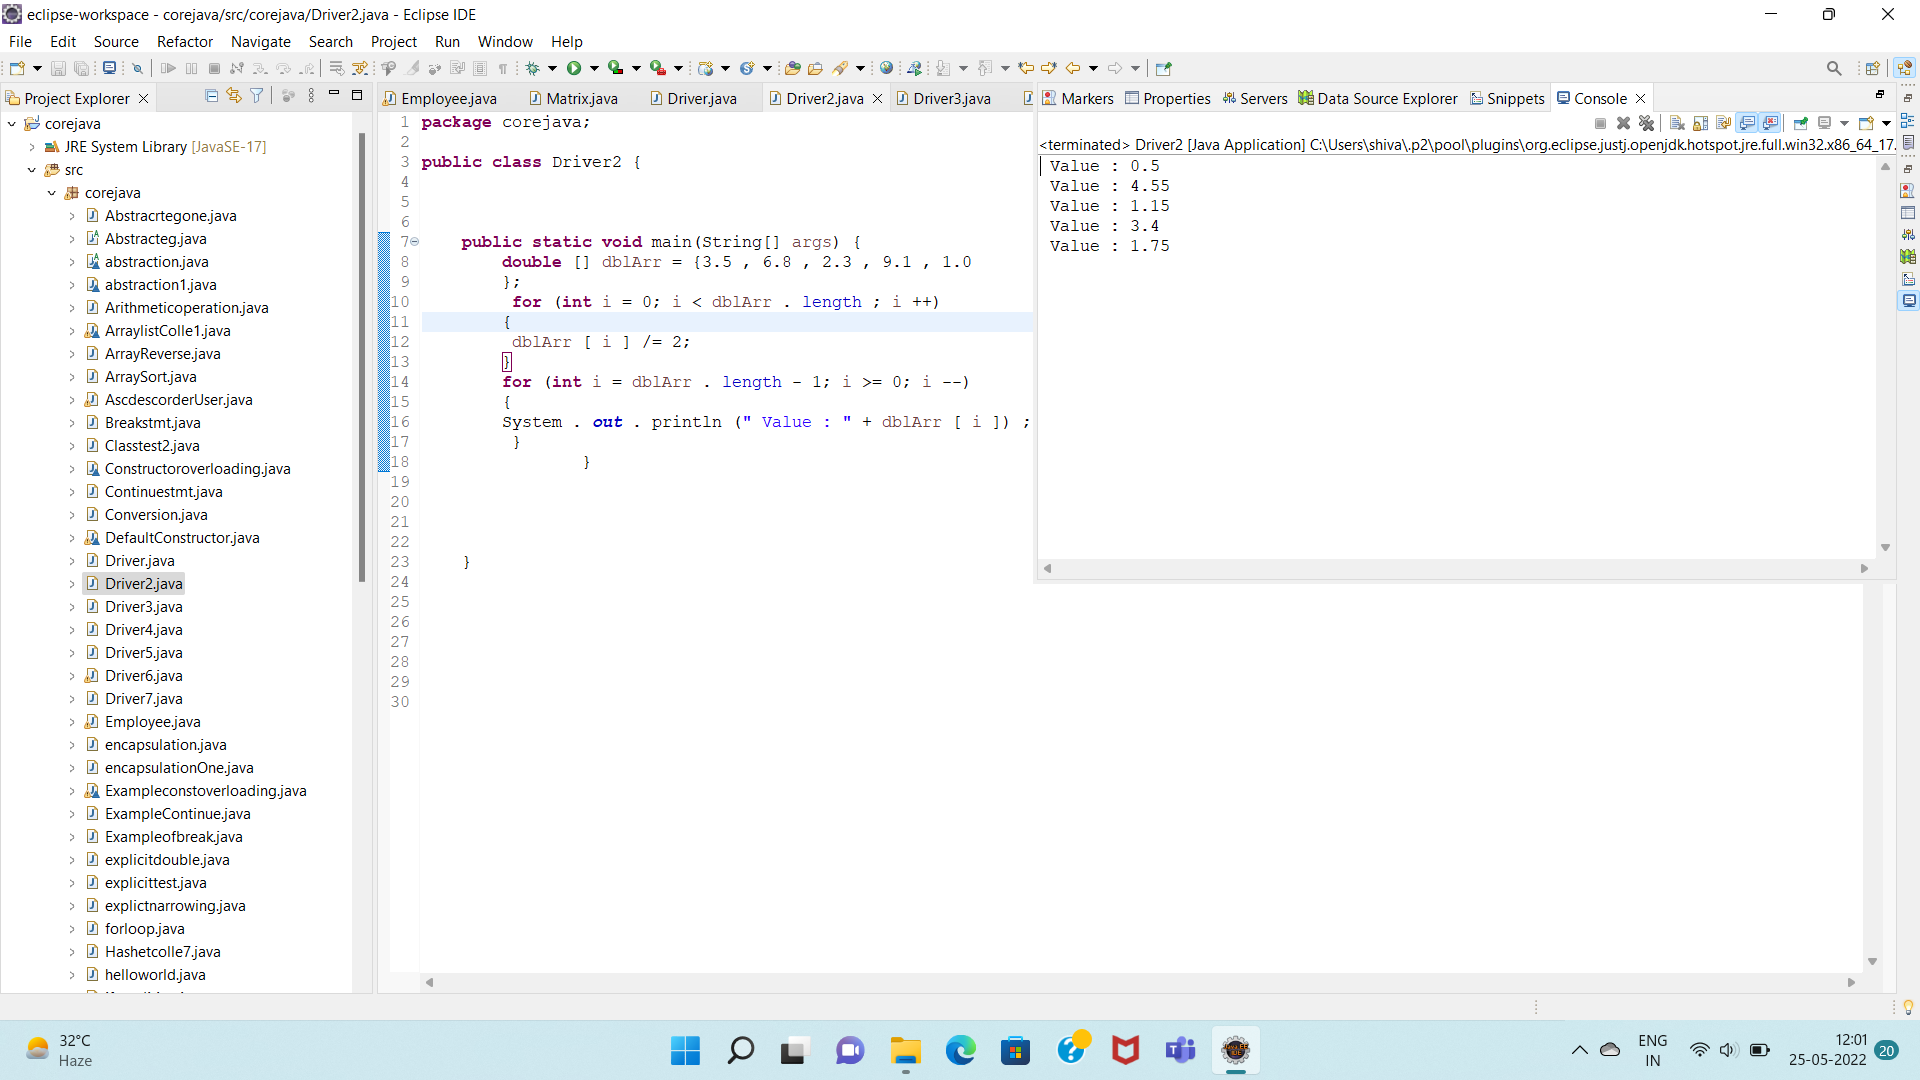 eclipse-workspace - corejava/src/corejava/Driver2.java - Eclipse IDE
File Edit Source Refactor Navigate Search Project Run Window Help
Project Explorer
corejava
JRE System Library [JavaSE-17]
src
corejava
Abstracrtegone.java
Abstracteg.java
abstraction.java
abstraction1.java
Arithmeticoperation.java
ArraylistColle1.java
ArrayReverse.java
ArraySort.java
AscdescorderUser.java
Breakstmt.java
Classtest2.java
Constructoroverloading.java
Continuestmt.java
Conversion.java
DefaultConstructor.java
Driver.java
Driver2.java
Driver3.java
Driver4.java
Driver5.java
Driver6.java
Driver7.java
Employee.java
encapsulation.java
encapsulationOne.java
Exampleconstoverloading.java
ExampleContinue.java
Exampleofbreak.java
explicitdouble.java
explicittest.java
explictnarrowing.java
forloop.java
Hashetcolle7.java
helloworld.java
Employee.java Matrix.java Driver.java Driver2.java Driver3.java
1 package corejava;
2
3 public class Driver2 {
4
5
6
7 public static void main(String[] args) {
8 double [] dblArr = {3.5 , 6.8 , 2.3 , 9.1 , 1.0
9 };
10 for (int i = 0; i < dblArr . length ; i ++)
11 {
12 dblArr [ i ] /= 2;
13 }
14 for (int i = dblArr . length - 1; i >= 0; i --)
15 {
16 System . out . println (" Value : " + dblArr [ i ]) ;
17 }
18 }
19
20
21
22
23 }
24
25
26
27
28
29
30
Markers Properties Servers Data Source Explorer Snippets Console
<terminated> Driver2 [Java Application] C:\Users\shiva\.p2\pool\plugins\org.eclipse.justj.openjdk.hotspot.jre.full.win32.x86_64_17.
Value : 0.5
Value : 4.55
Value : 1.15
Value : 3.4
Value : 1.75
32°C
Haze
ENG
IN
12:01
25-05-2022
20